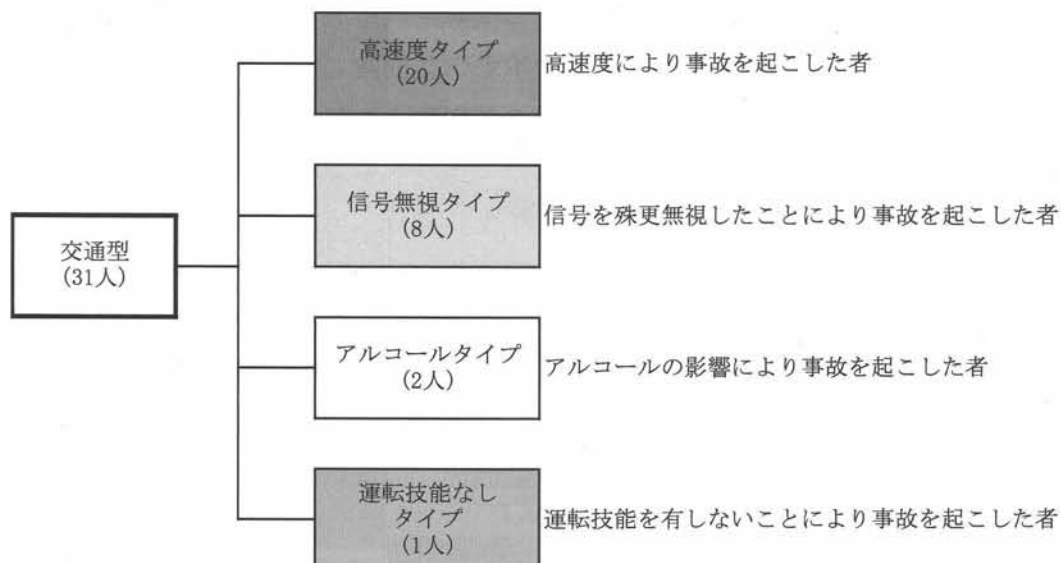 高速度タイプ
(20人)
高速度により事故を起こした者
信号無視タイプ
(8人)
信号を殊更無視したことにより事故を起こした者
交通型
(31人)
アルコールタイプ
(2人)
アルコールの影響により事故を起こした者
運転技能なし
タイプ
(1人)
運転技能を有しないことにより事故を起こした者